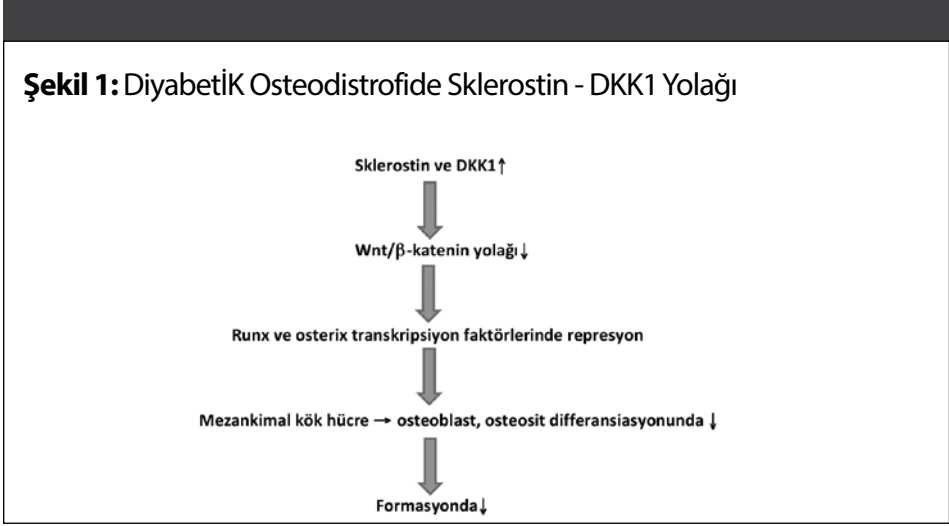 Şekil 1: DiyabetİK Osteodistrofide Sklerostin - DKK1 Yolağı
Sklerostin ve DKK1↑
Wnt/β-katenin yolağı↓
Runx ve osterix transkripsiyon faktörlerinde represyon
Mezankimal kök hücre → osteoblast, osteosit differansiasyonunda ↓
Formasyonda↓